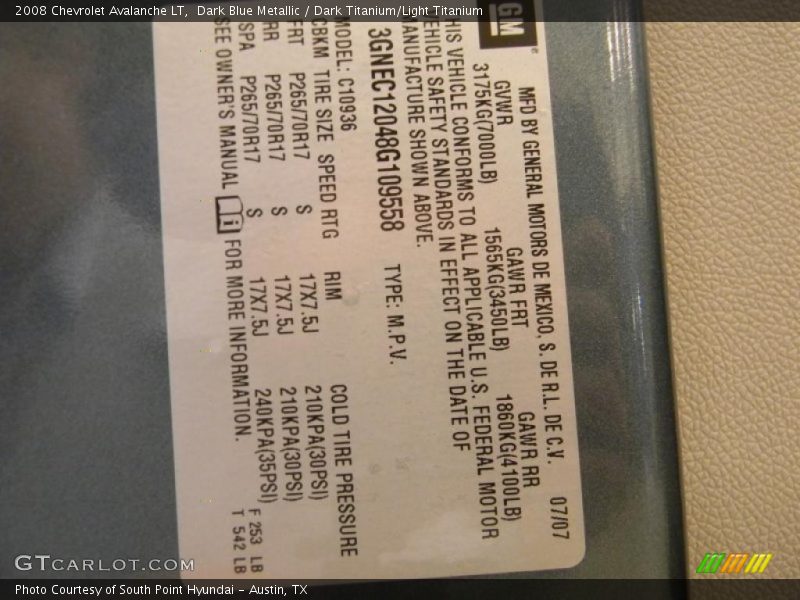 2008 Chevrolet Avalanche LT,  Dark Blue Metallic / Dark Titanium/Light Titanium
GM
MFD BY GENERAL MOTORS DE MEXICO, S. DE R.L. DE C.V. 07/07
GVWR GAWR FRT GAWR RR
3175KG(7000LB) 1565KG(3450LB) 1860KG(4100LB)
THIS VEHICLE CONFORMS TO ALL APPLICABLE U.S. FEDERAL MOTOR
VEHICLE SAFETY STANDARDS IN EFFECT ON THE DATE OF
MANUFACTURE SHOWN ABOVE.
3GNEC12048G109558 TYPE: M.P.V.
MODEL: C10936
CBKM TIRE SIZE SPEED RTG RIM COLD TIRE PRESSURE
FRT P265/70R17 S 17X7.5J 210KPA(30PSI)
RR P265/70R17 S 17X7.5J 210KPA(30PSI)
SPA P265/70R17 S 17X7.5J 240KPA(35PSI)
SEE OWNER'S MANUAL i FOR MORE INFORMATION.
F 253 LB
T 542 LB
GTCARLOT.COM
Photo Courtesy of South Point Hyundai - Austin, TX